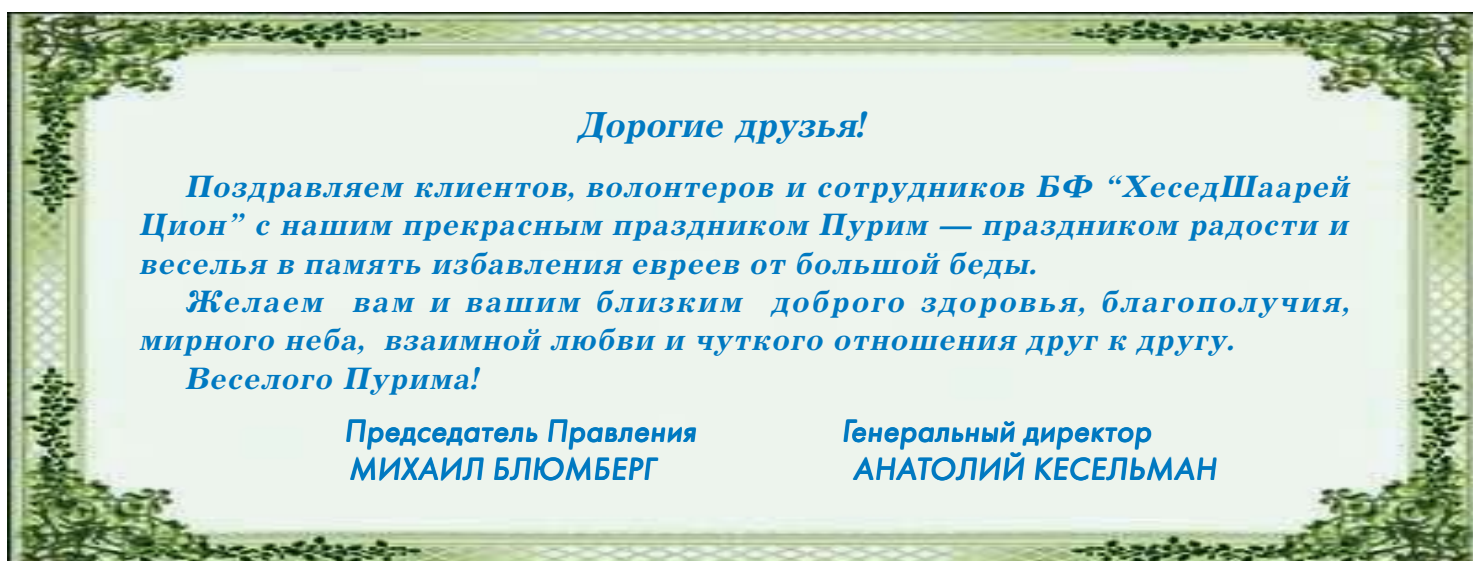 Дорогие друзья!
Поздравляем клиентов, волонтеров и сотрудников БФ “ХеседШаарей
Цион” с нашим прекрасным праздником Пурим — праздником радости и
веселья в память избавления евреев от большой беды.
Желаем вам и вашим близким доброго здоровья, благополучия,
мирного неба, взаимной любви и чуткого отношения друг к другу.
Веселого Пурима!
Председатель Правления Генеральный директор
МИХАИЛ БЛЮМБЕРГ АНАТОЛИЙ КЕСЕЛЬМАН